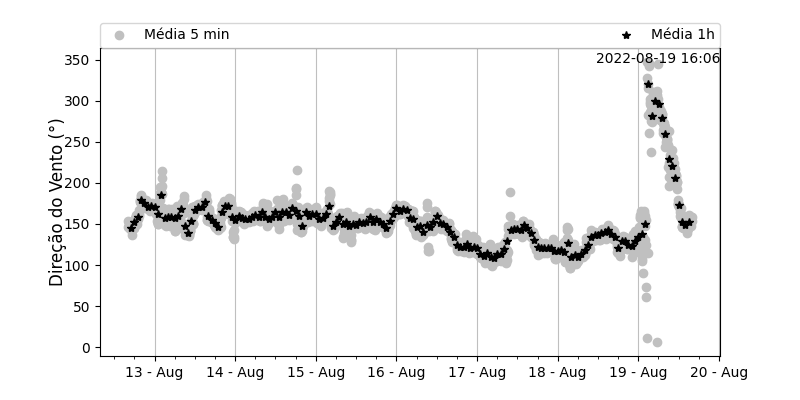 Média 5 min
Média 1h
2022-08-19 16:06
Direção do Vento (°)
350
300
250
200
150
100
50
0
13 - Aug
14 - Aug
15 - Aug
16 - Aug
17 - Aug
18 - Aug
19 - Aug
20 - Aug